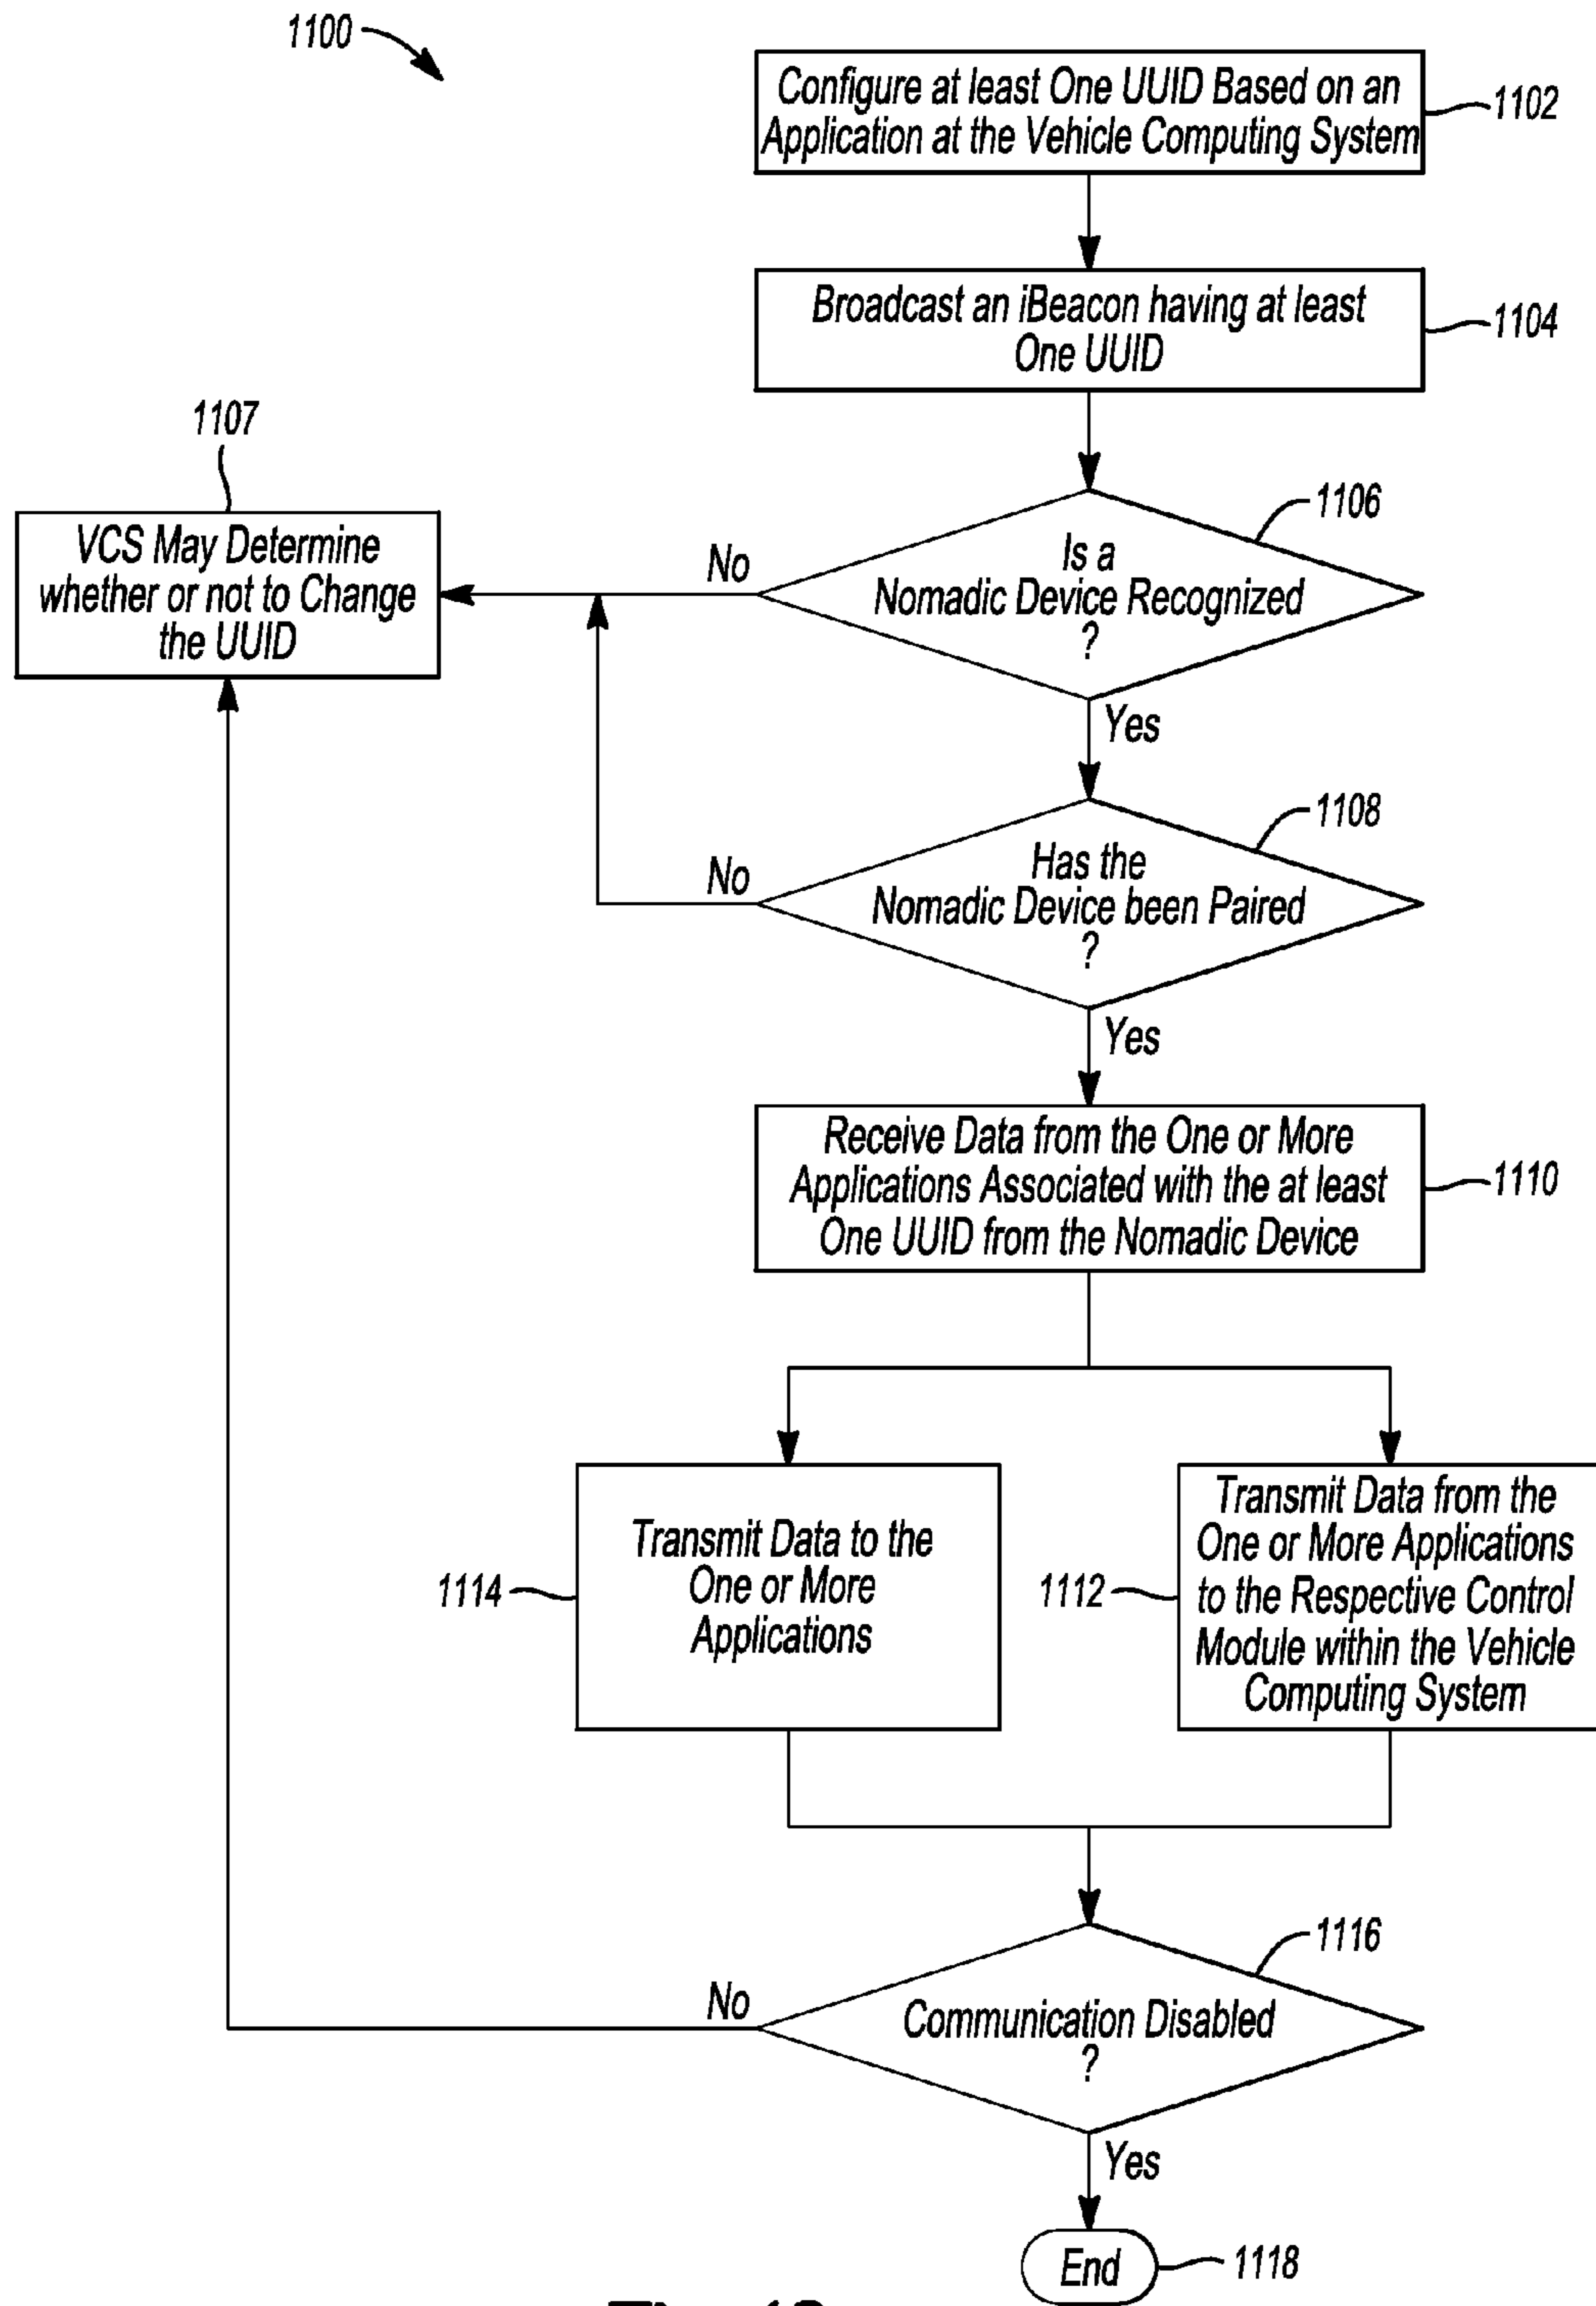 1100
Configure at least One UUID Based on an
Application at the Vehicle Computing System
1102
Broadcast an iBeacon having at least
One UUID
1104
1107
VCS May Determine
whether or not to Change
the UUID
No
Is a
Nomadic Device Recognized
?
1106
Yes
No
Has the
Nomadic Device been Paired
?
1108
Yes
Receive Data from the One or More
Applications Associated with the at least
One UUID from the Nomadic Device
1110
1114
Transmit Data to the
One or More
Applications
1112
Transmit Data from the
One or More Applications
to the Respective Control
Module within the Vehicle
Computing System
No
Communication Disabled
?
1116
Yes
End
1118